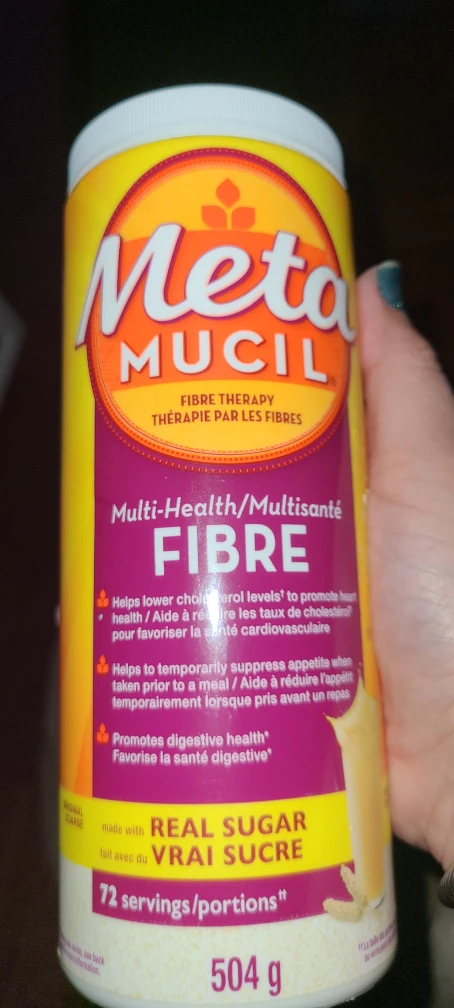 Meta
MUCIL
FIBRE THERAPY
THÉRAPIE PAR LES FIBRES
Multi-Health/Multisanté
FIBRE
Helps lower cholesterol levels† to promote heart
health / Aide à réduire les taux de cholestérol†
pour favoriser la santé cardiovasculaire
Helps to temporarily suppress appetite when
taken prior to a meal / Aide à réduire l'appétit
temporairement lorsque pris avant un repas
Promotes digestive health*
Favorise la santé digestive*
made with REAL SUGAR
fait avec du VRAI SUCRE
72 servings/portions††
504 g